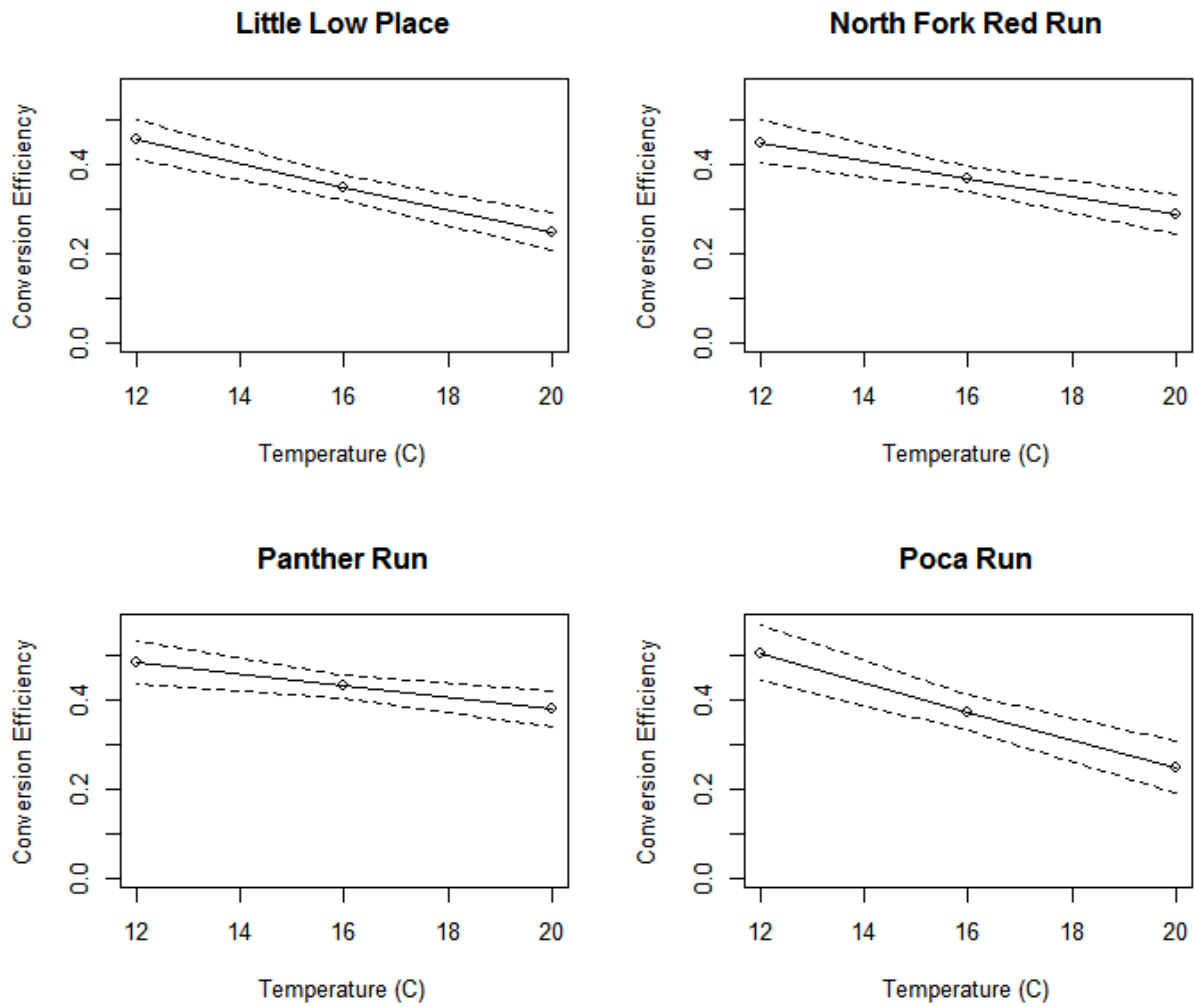 Little Low Place
North Fork Red Run
Conversion Efficiency
0.4
0.2
0.0
12 14 16 18 20
Temperature (C)
Conversion Efficiency
0.4
0.2
0.0
12 14 16 18 20
Temperature (C)
Panther Run
Poca Run
Conversion Efficiency
0.4
0.2
0.0
12 14 16 18 20
Temperature (C)
Conversion Efficiency
0.4
0.2
0.0
12 14 16 18 20
Temperature (C)